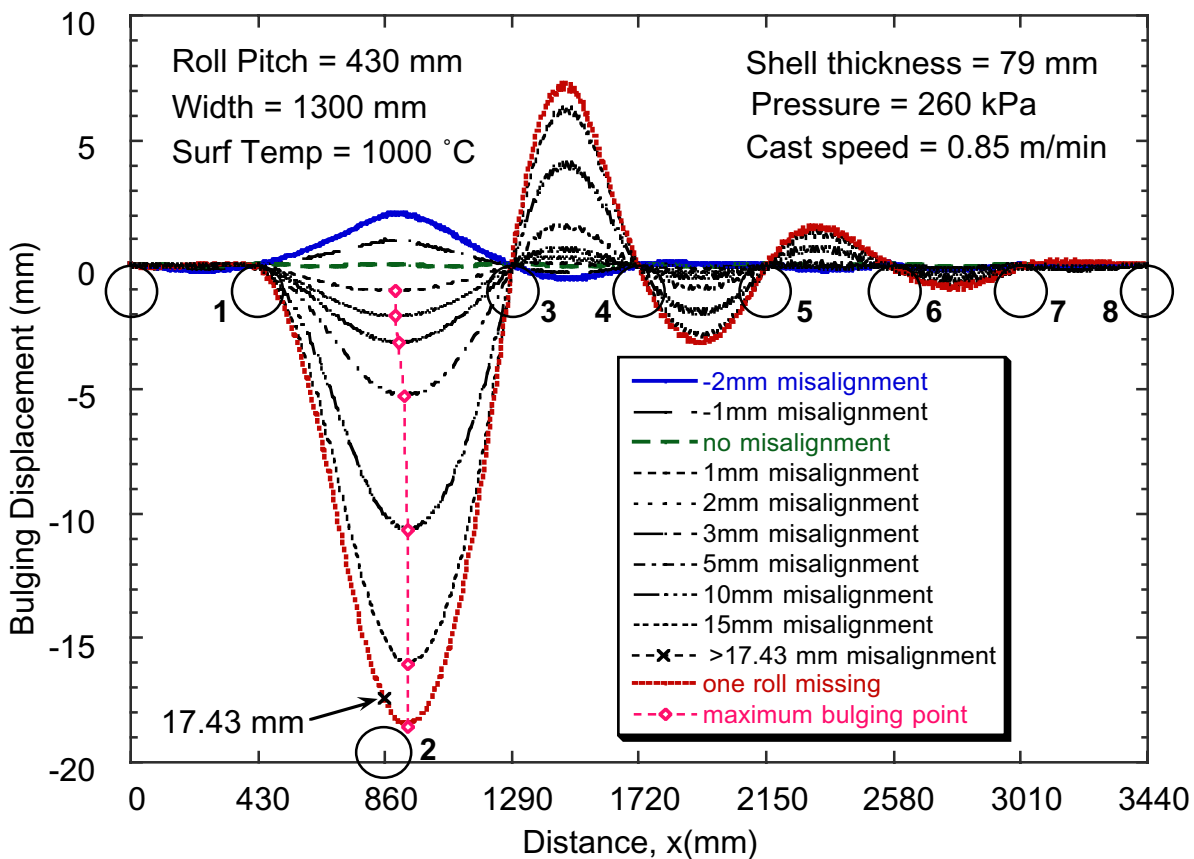 10
5
0
-5
-10
-15
-20
Bulging Displacement (mm)
Roll Pitch = 430 mm
Width = 1300 mm
Surf Temp = 1000 ˚C
Shell thickness = 79 mm
Pressure = 260 kPa
Cast speed = 0.85 m/min
1
3
4
5
6
7
8
-2mm misalignment
-1mm misalignment
no misalignment
1mm misalignment
2mm misalignment
3mm misalignment
5mm misalignment
10mm misalignment
15mm misalignment
>17.43 mm misalignment
one roll missing
maximum bulging point
17.43 mm
2
0 430 860 1290 1720 2150 2580 3010 3440
Distance, x(mm)